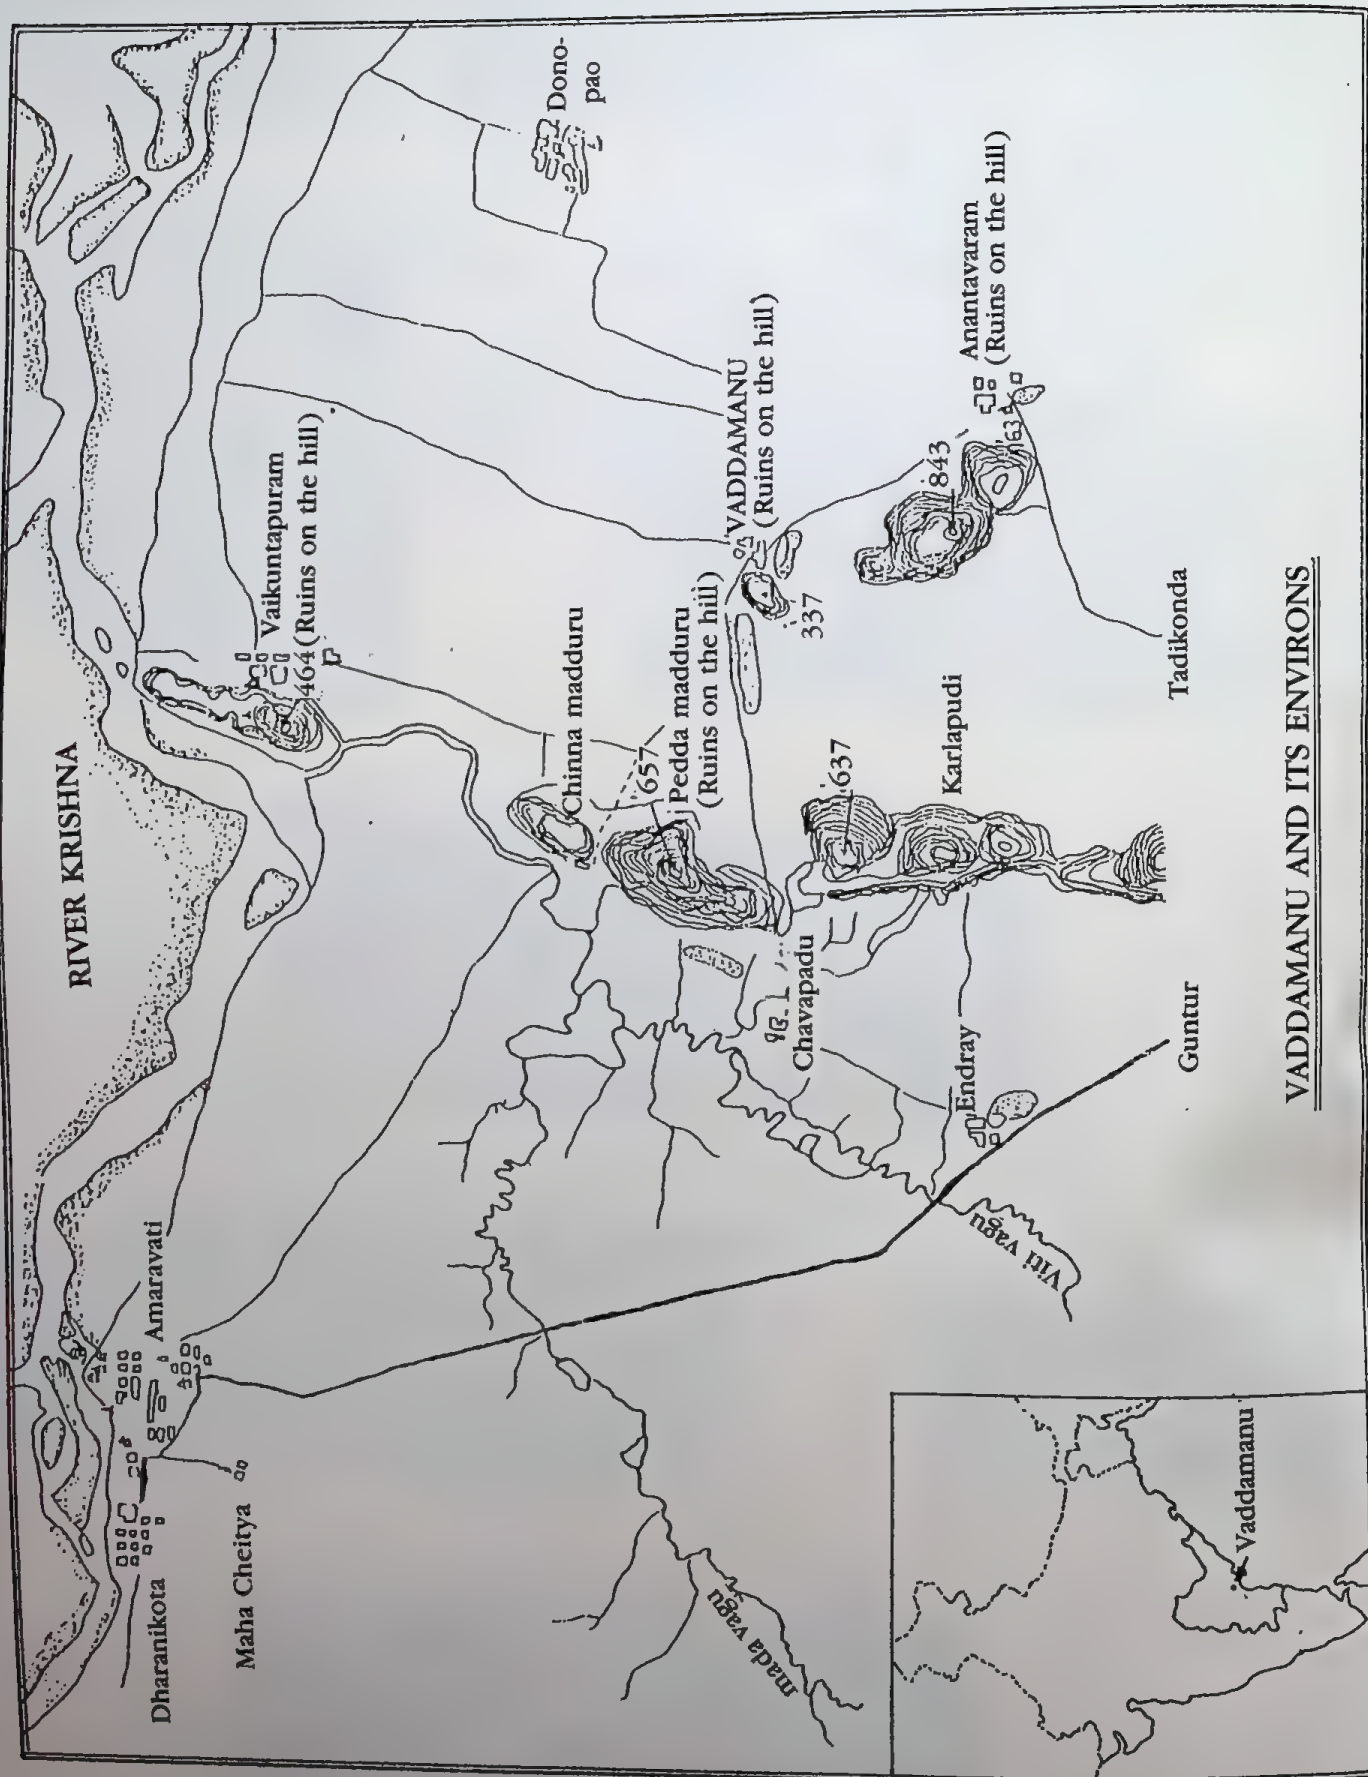 RIVER KRISHNA
Dharanikota
Maha Cheitya
Amaravati
Vaikuntapuram
464 (Ruins on the hill)
Dono-
pao
Chinna madduru
657
Pedda madduru
(Ruins on the hill)
VADDAMANU
(Ruins on the hill)
337
Chavapadu
637
Karlapudi
843
Anantavaram
(Ruins on the hill)
Endray
Viti vagu
mada vagu
Guntur
Tadikonda
Vaddamanu
VADDAMANU AND ITS ENVIRONS